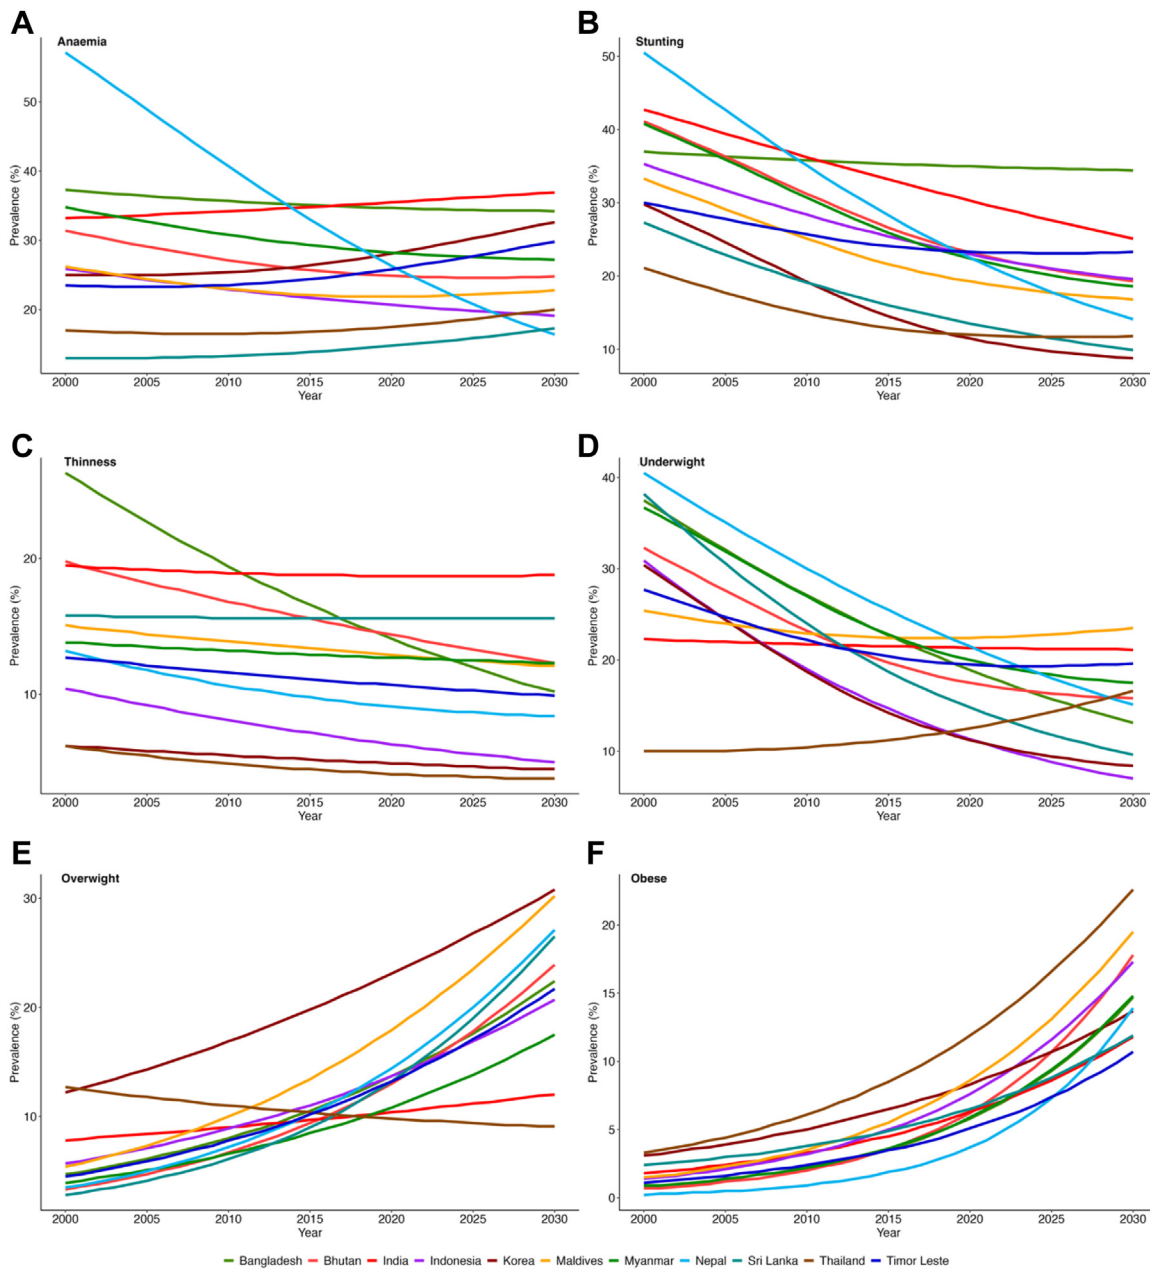 A
Anaemia
Prevalence (%)
50
40
30
20
2000 2005 2010 2015 2020 2025 2030
Year
B
Stunting
Prevalence (%)
50
40
30
20
10
2000 2005 2010 2015 2020 2025 2030
Year
C
Thinness
Prevalence (%)
20
10
2000 2005 2010 2015 2020 2025 2030
Year
D
Underwight
Prevalence (%)
40
30
20
10
2000 2005 2010 2015 2020 2025 2030
Year
E
Overwight
Prevalence (%)
30
20
10
2000 2005 2010 2015 2020 2025 2030
Year
F
Obese
Prevalence (%)
20
15
10
5
0
2000 2005 2010 2015 2020 2025 2030
Year
Bangladesh Bhutan India Indonesia Korea Maldives Myanmar Nepal Sri Lanka Thailand Timor Leste